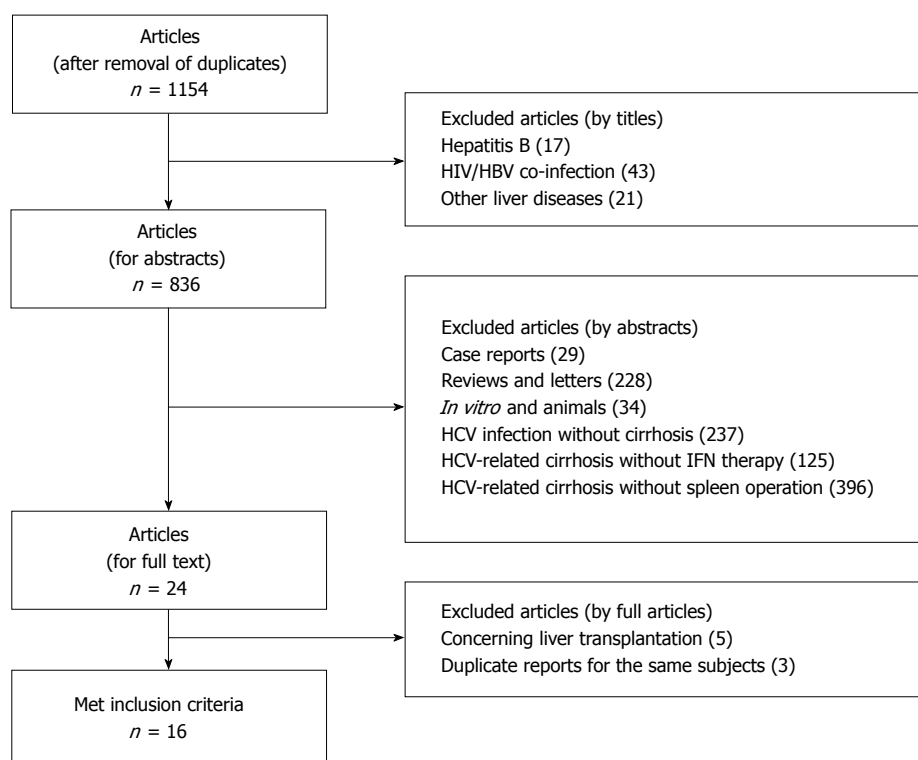 Articles
(after removal of duplicates)
n = 1154
Excluded articles (by titles)
Hepatitis B (17)
HIV/HBV co-infection (43)
Other liver diseases (21)
Articles
(for abstracts)
n = 836
Excluded articles (by abstracts)
Case reports (29)
Reviews and letters (228)
In vitro and animals (34)
HCV infection without cirrhosis (237)
HCV-related cirrhosis without IFN therapy (125)
HCV-related cirrhosis without spleen operation (396)
Articles
(for full text)
n = 24
Excluded articles (by full articles)
Concerning liver transplantation (5)
Duplicate reports for the same subjects (3)
Met inclusion criteria
n = 16